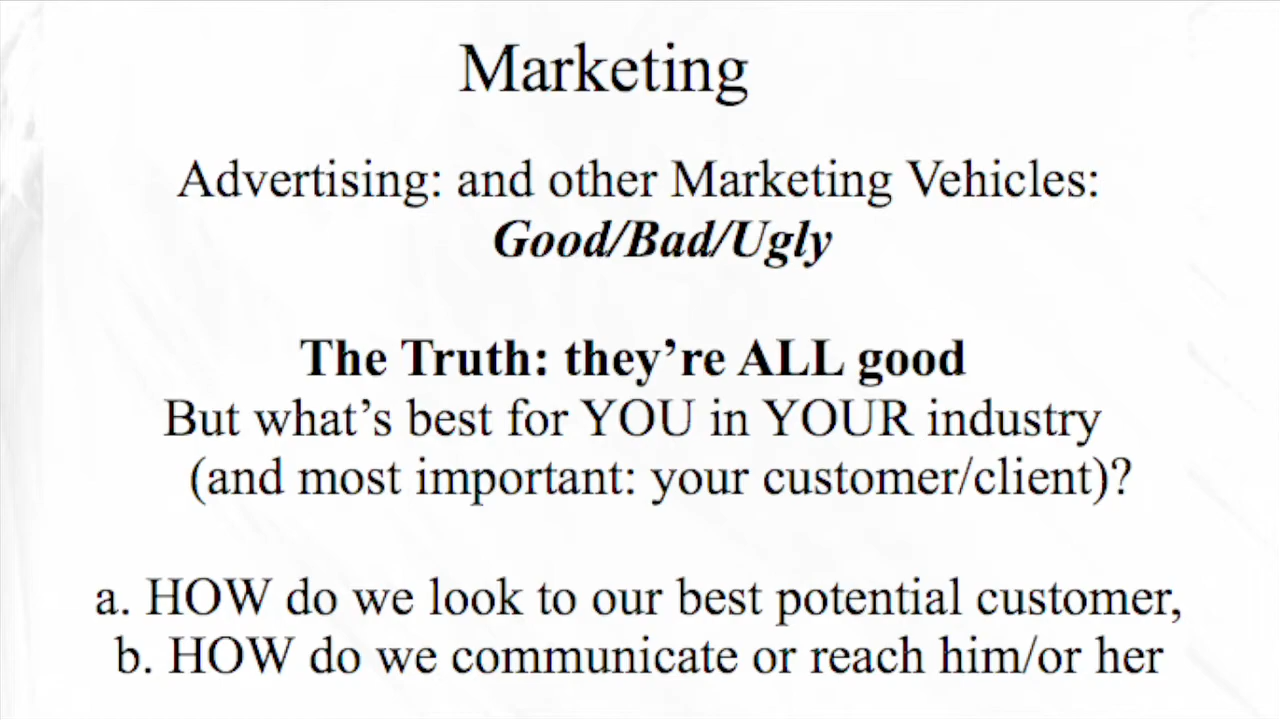 Marketing
Advertising: and other Marketing Vehicles:
Good/Bad/Ugly
The Truth: they’re ALL good
But what’s best for YOU in YOUR industry
(and most important: your customer/client)?
a. HOW do we look to our best potential customer,
b. HOW do we communicate or reach him/or her